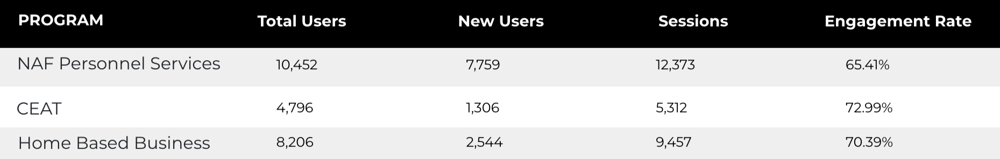 PROGRAM Total Users New Users Sessions Engagement Rate
NAF Personnel Services 10,452 7,759 12,373 65.41%
CEAT 4,796 1,306 5,312 72.99%
Home Based Business 8,206 2,544 9,457 70.39%